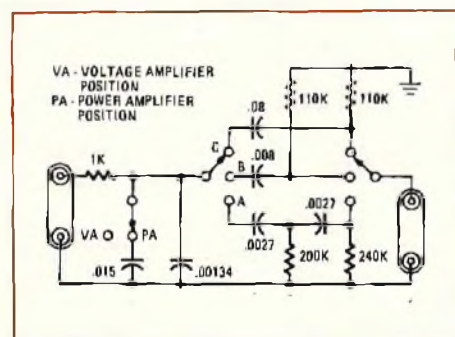 VA - VOLTAGE AMPLIFIER
POSITION
PA - POWER AMPLIFIER
POSITION
.08
110K
110K
C
1K
.008
B
A
.0027
VA
PA
.0027
200K
240K
.015
.00134